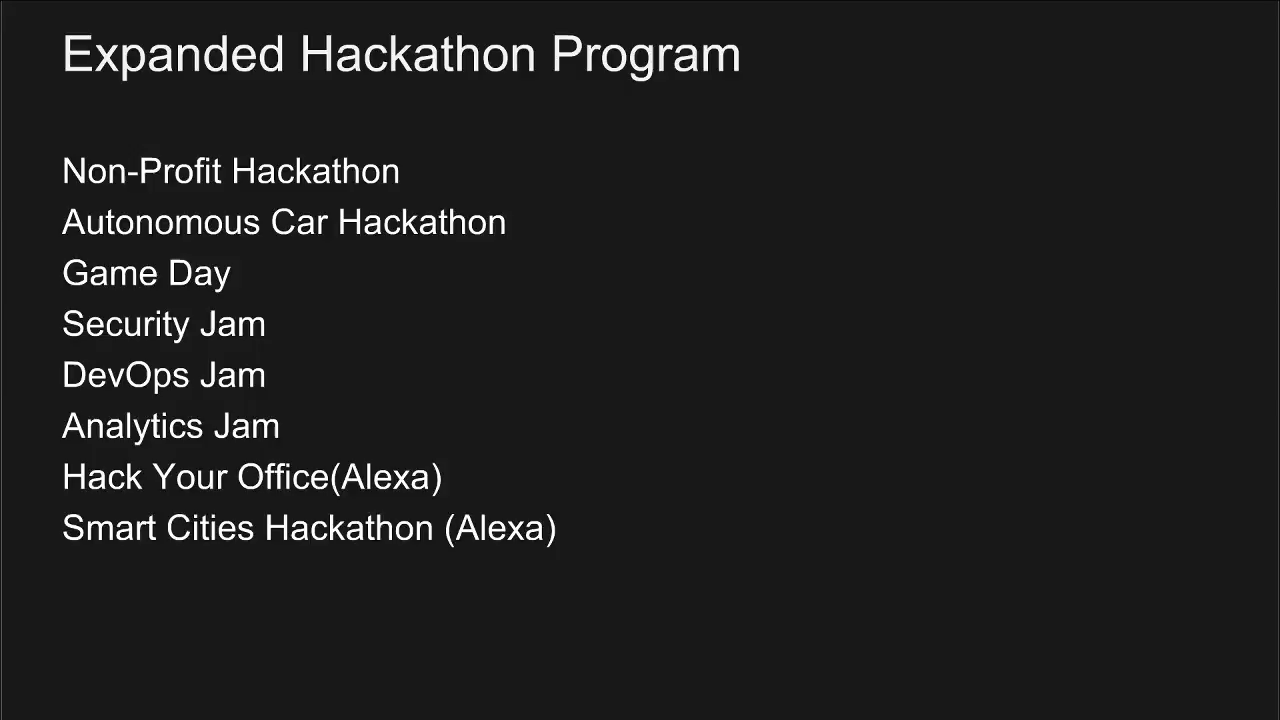 Expanded Hackathon Program
Non-Profit Hackathon
Autonomous Car Hackathon
Game Day
Security Jam
DevOps Jam
Analytics Jam
Hack Your Office(Alexa)
Smart Cities Hackathon (Alexa)